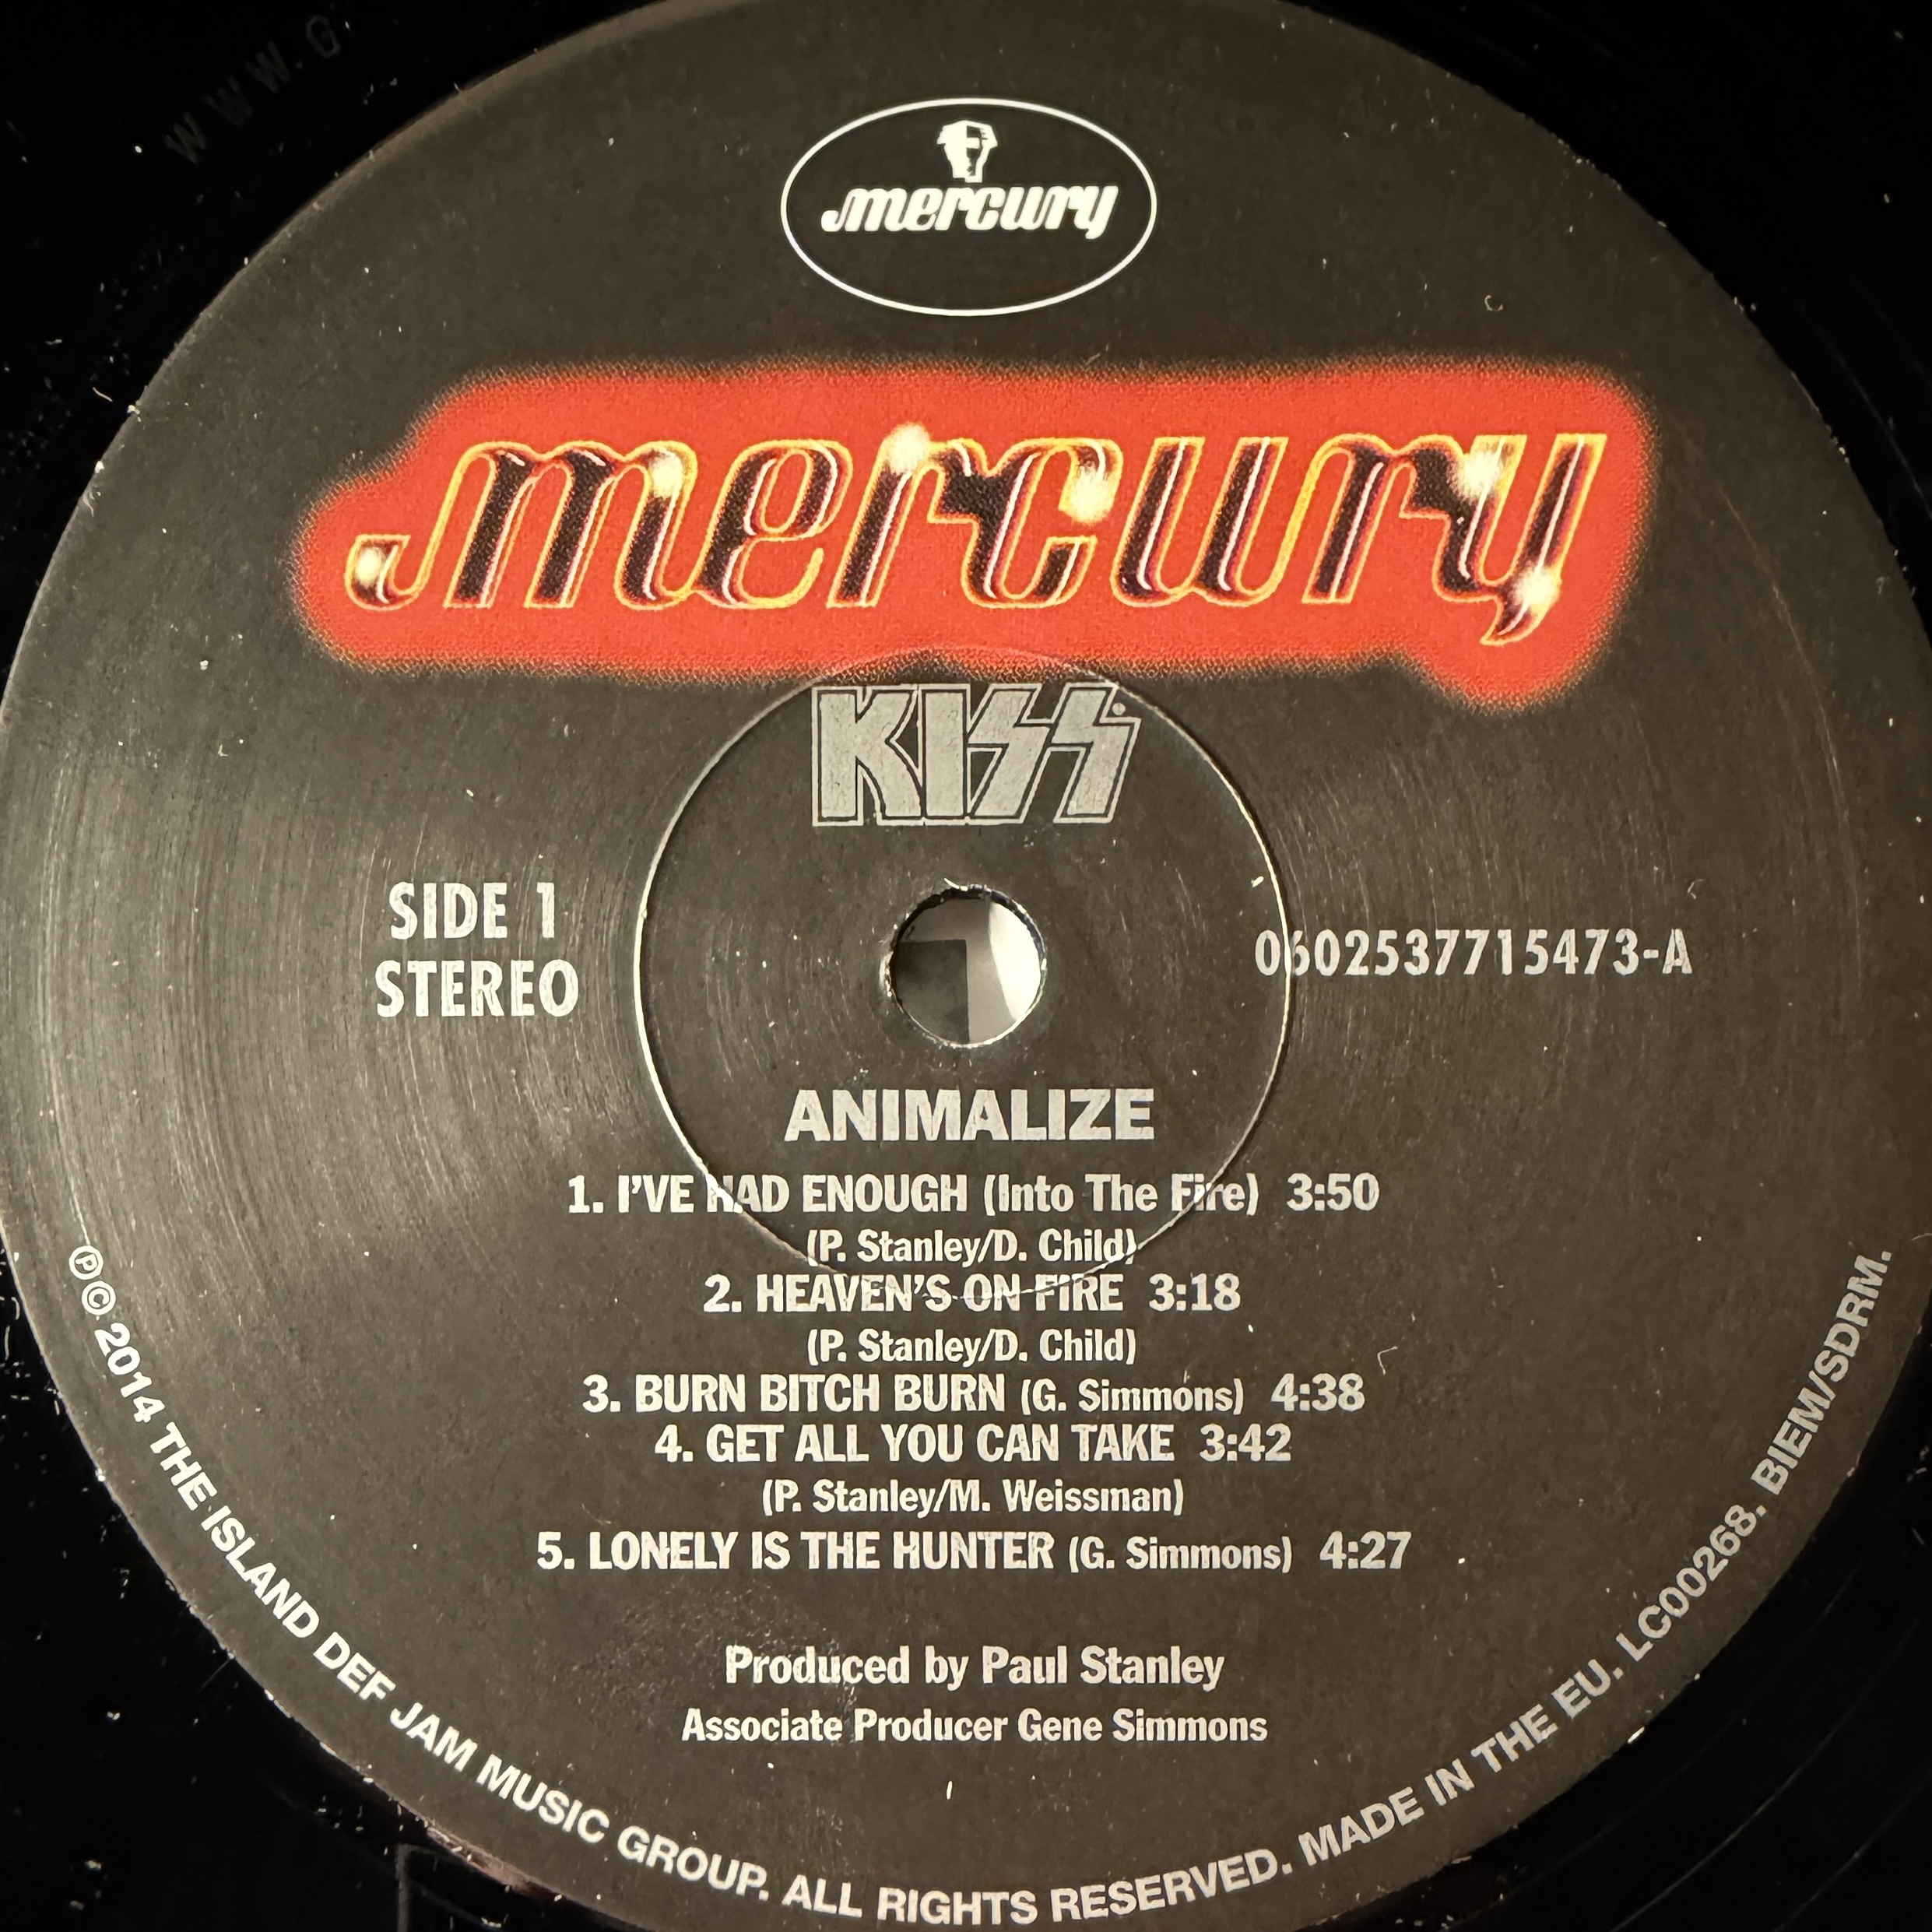 WWW.G
mercury
mercury
KISS
SIDE 1
STEREO
0602537715473-A
ANIMALIZE
1. I'VE HAD ENOUGH (Into The Fire) 3:50
(P. Stanley/D. Child)
2. HEAVEN'S ON FIRE 3:18
(P. Stanley/D. Child)
3. BURN BITCH BURN (G. Simmons) 4:38
4. GET ALL YOU CAN TAKE 3:42
(P. Stanley/M. Weissman)
5. LONELY IS THE HUNTER (G. Simmons) 4:27
Produced by Paul Stanley
Associate Producer Gene Simmons
℗© 2014 THE ISLAND DEF JAM MUSIC GROUP. ALL RIGHTS RESERVED. MADE IN THE EU. LC00268. BIEM/SDRM.